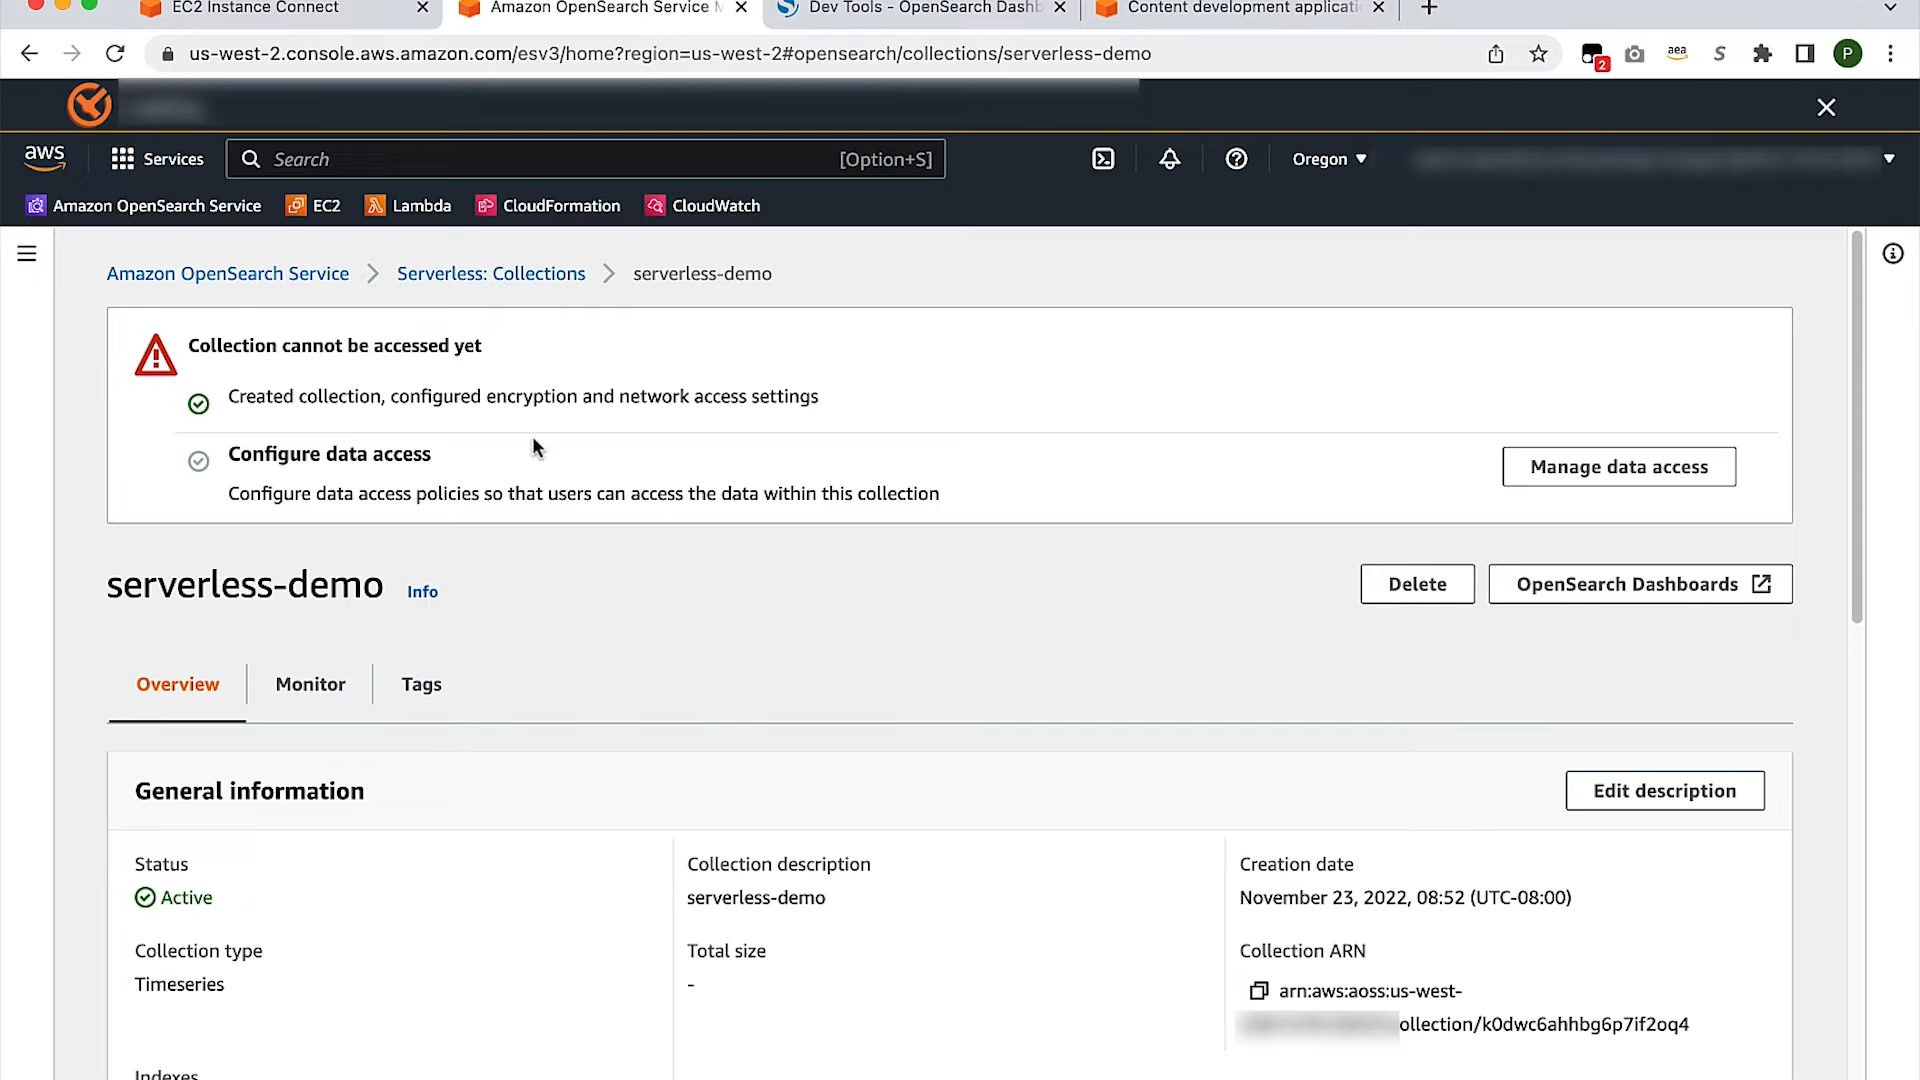 EC2 Instance Connect
Amazon OpenSearch Service M
Dev Tools - OpenSearch Dashb
Content development applicati
us-west-2.console.aws.amazon.com/esv3/home?region=us-west-2#opensearch/collections/serverless-demo
2
aea
S
P
aws
Services
Search
[Option+S]
Oregon
Amazon OpenSearch Service
EC2
Lambda
CloudFormation
CloudWatch
Amazon OpenSearch Service
Serverless: Collections
serverless-demo
Collection cannot be accessed yet
Created collection, configured encryption and network access settings
Configure data access
Configure data access policies so that users can access the data within this collection
Manage data access
serverless-demo
Info
Delete
OpenSearch Dashboards
Overview
Monitor
Tags
General information
Edit description
Status
Active
Collection description
serverless-demo
Creation date
November 23, 2022, 08:52 (UTC-08:00)
Collection type
Timeseries
Total size
-
Collection ARN
arn:aws:aoss:us-west-
ollection/k0dwc6ahhbg6p7if2oq4
Indexes